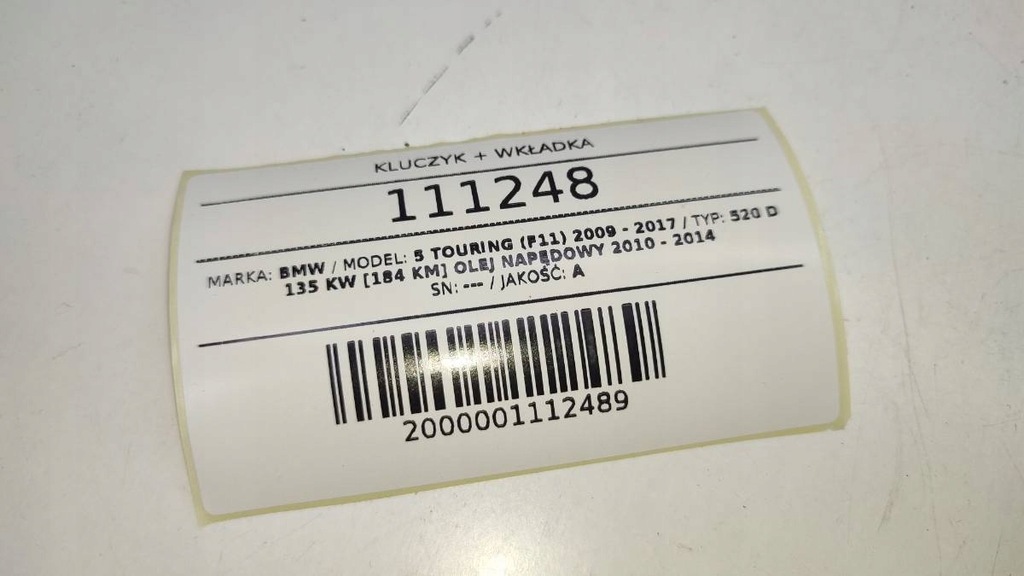 KLUCZYK + WKŁADKA
111248
MARKA: BMW / MODEL: 5 TOURING (F11) 2009 - 2017 / TYP: 520 D
135 KW [184 KM] OLEJ NAPĘDOWY 2010 - 2014
SN: --- / JAKOŚĆ: A
2000001112489